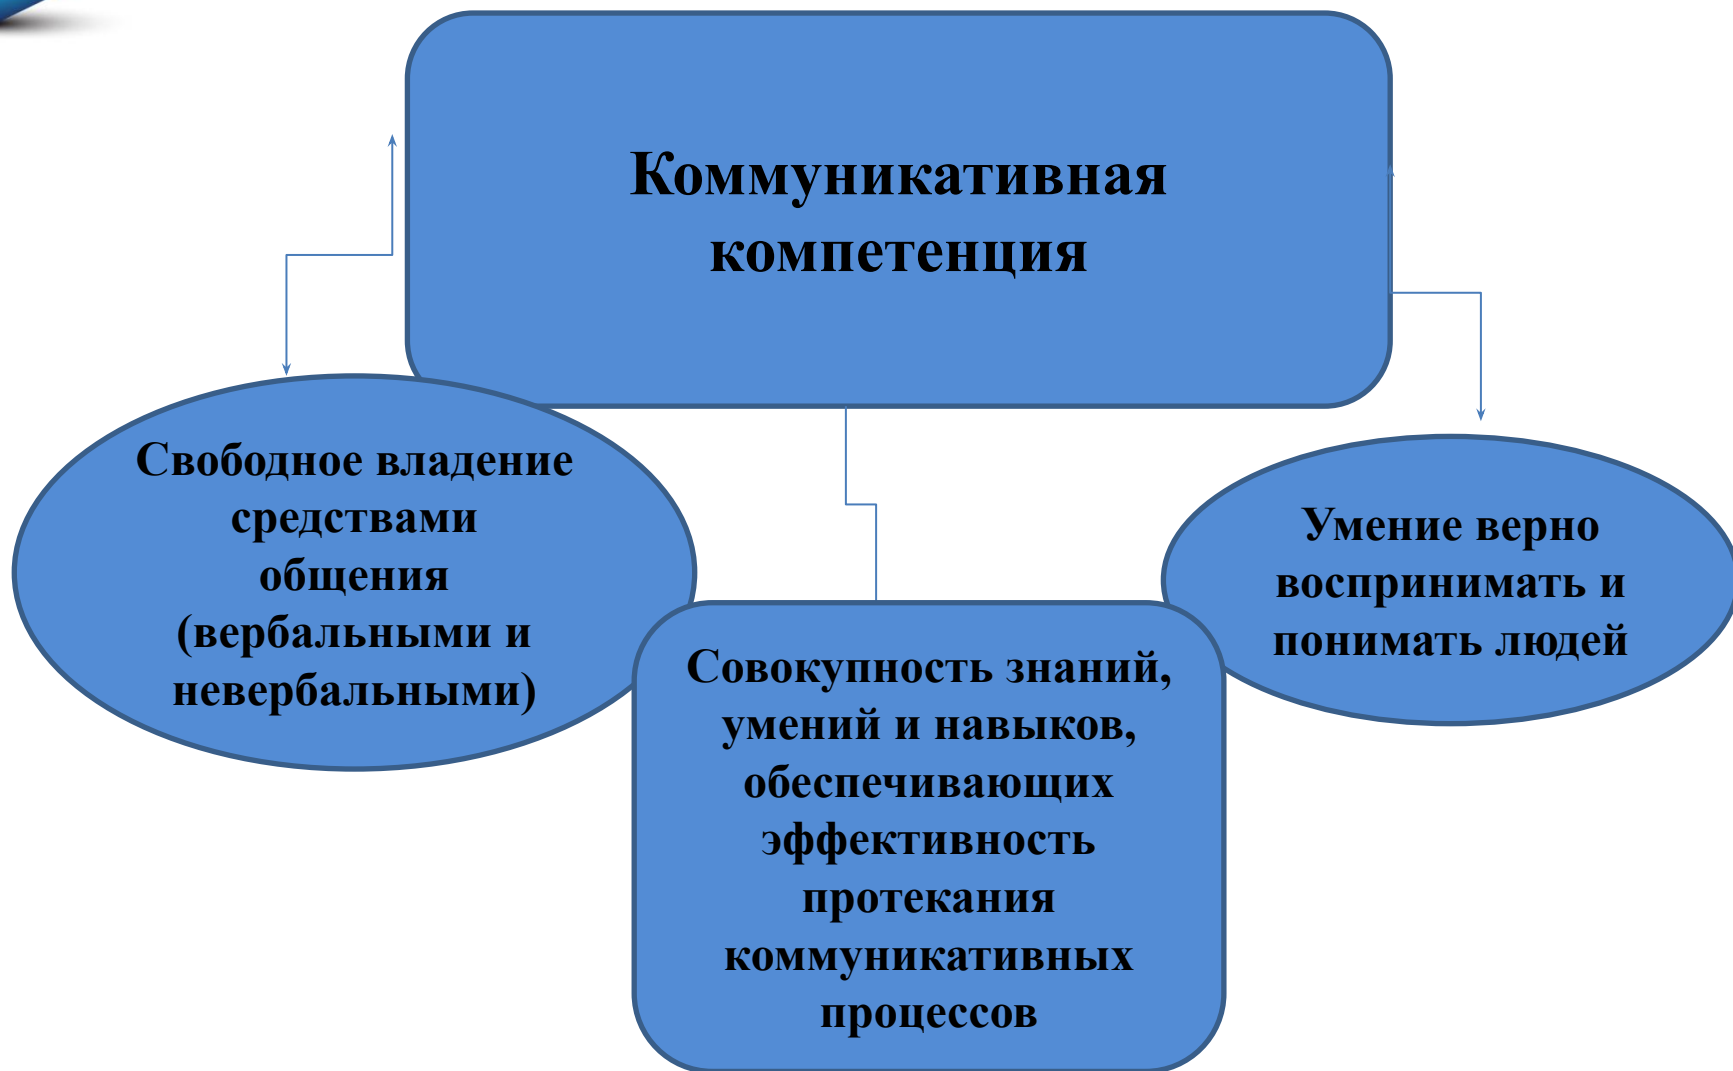 Коммуникативная
компетенция
Свободное владение
средствами
общения
(вербальными и
невербальными)
Совокупность знаний,
умений и навыков,
обеспечивающих
эффективность
протекания
коммуникативных
процессов
Умение верно
воспринимать и
понимать людей